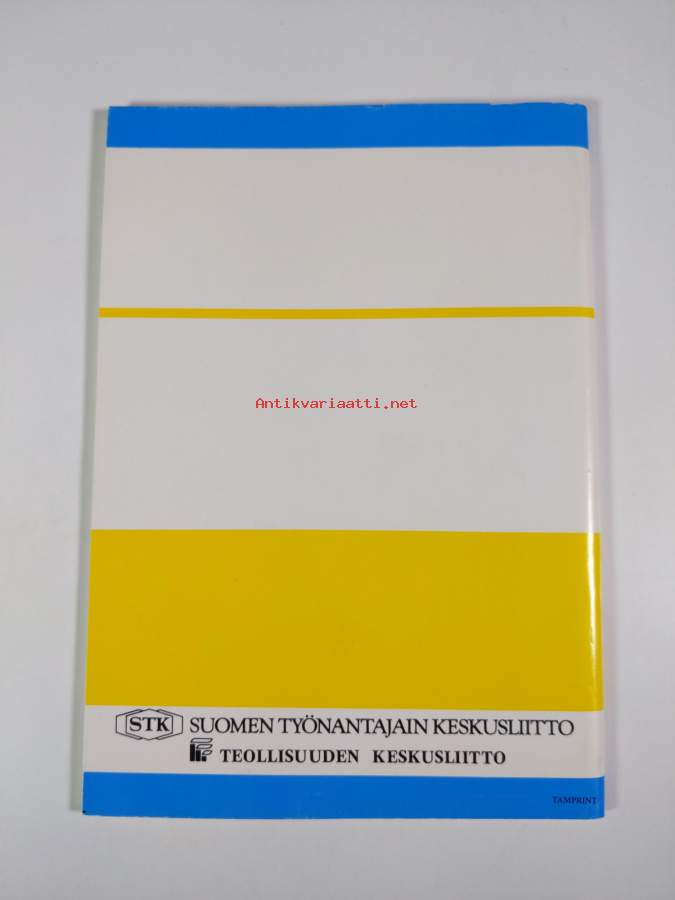 Antikvariaatti.net
STK SUOMEN TYÖNANTAJAIN KESKUSLIITTO
TEOLLISUUDEN KESKUSLIITTO
TAMPRINT